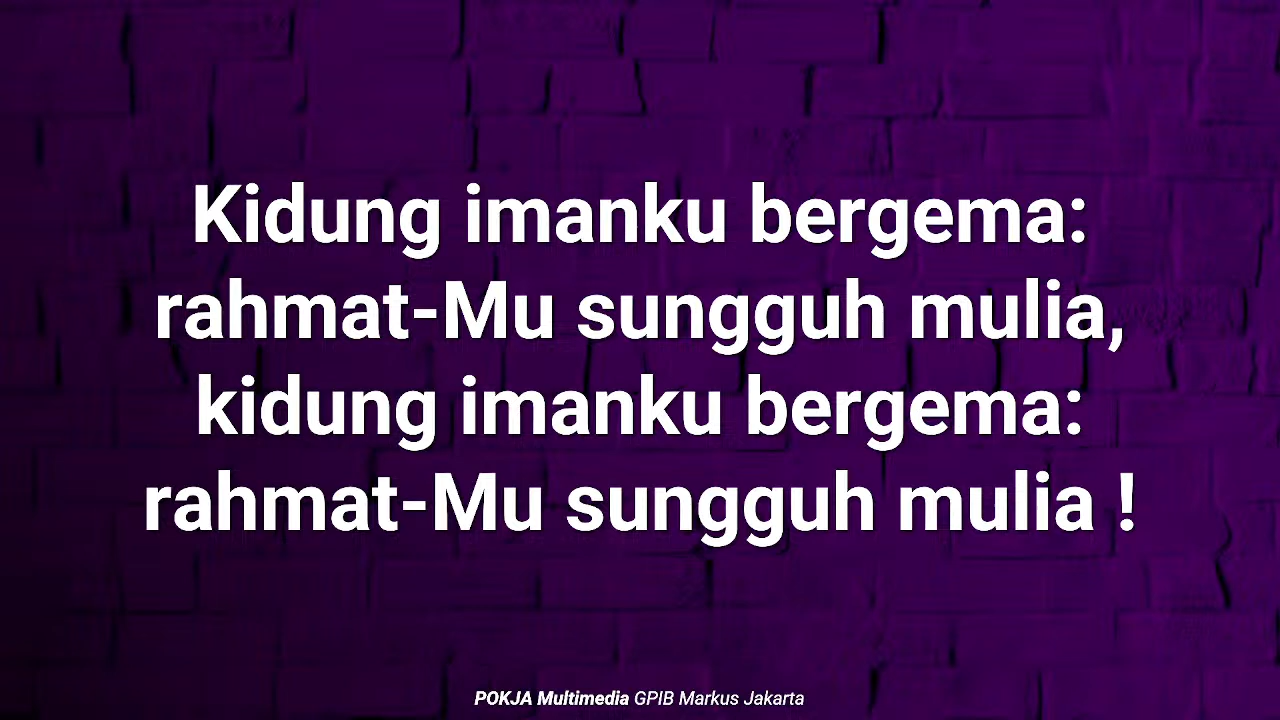 Kidung imanku bergema:
rahmat-Mu sungguh mulia,
kidung imanku bergema:
rahmat-Mu sungguh mulia !
POKJA Multimedia GPIB Markus Jakarta